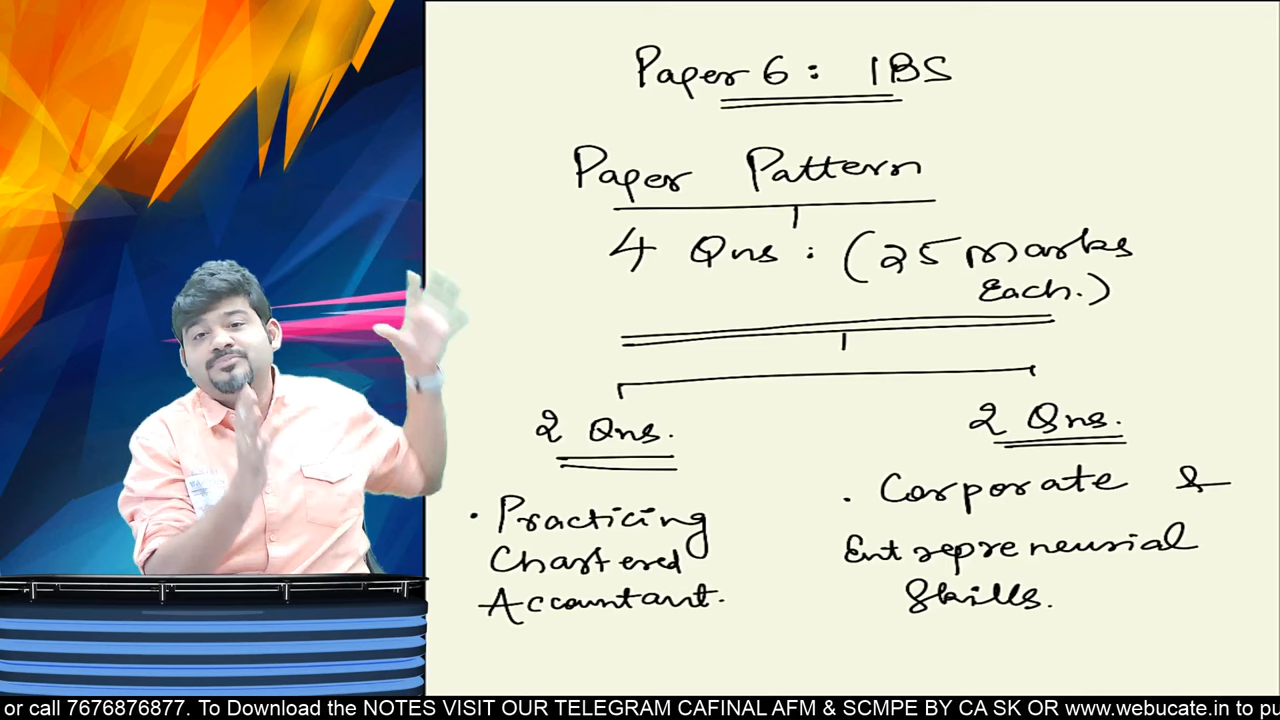 Paper 6: IBS
Paper Pattern
4 Qns: (25 marks
Each.)
2 Qns.
2 Qns.
. Practicing
Chartered
Accountant.
. Corporate &
Entrepreneurial
Skills.
or call 7676876877. To Download the NOTES VISIT OUR TELEGRAM CAFINAL AFM & SCMPE BY CA SK OR www.webucate.in to pu